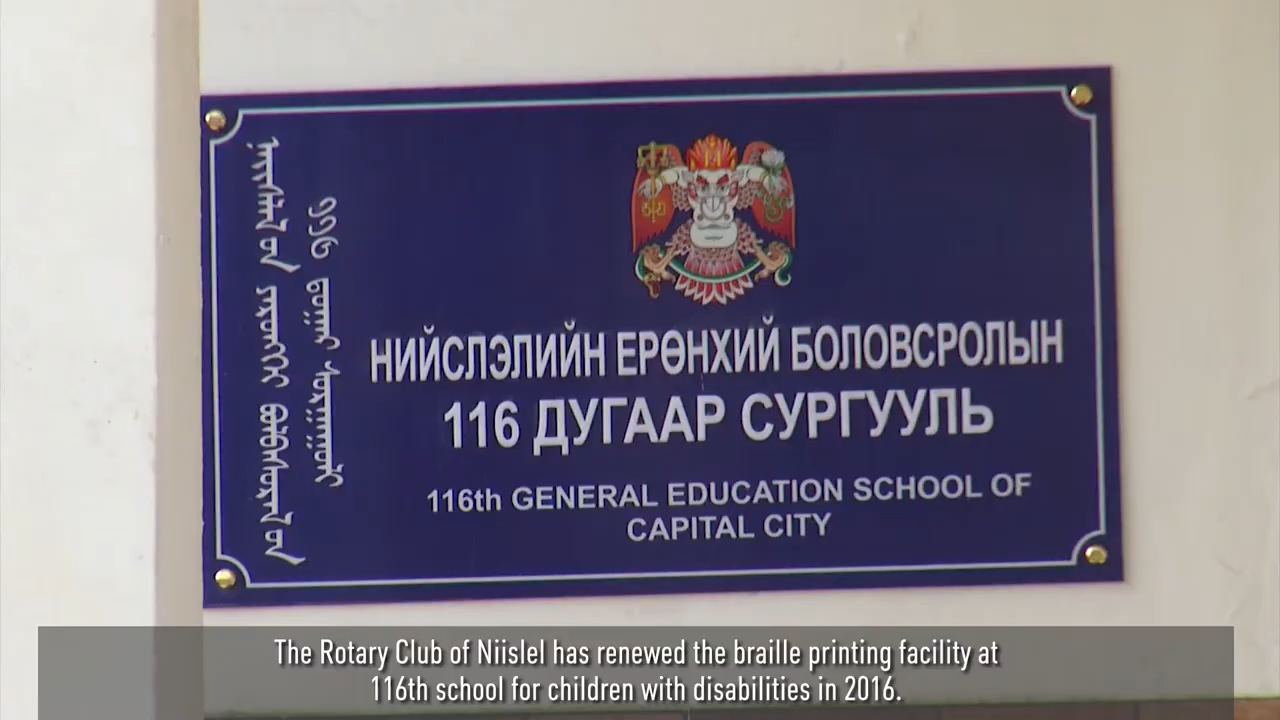 НИЙСЛЭЛИЙН ЕРӨНХИЙ БОЛОВСРОЛЫН
116 ДУГААР СУРГУУЛЬ
116th GENERAL EDUCATION SCHOOL OF
CAPITAL CITY
The Rotary Club of Niislel has renewed the braille printing facility at
116th school for children with disabilities in 2016.